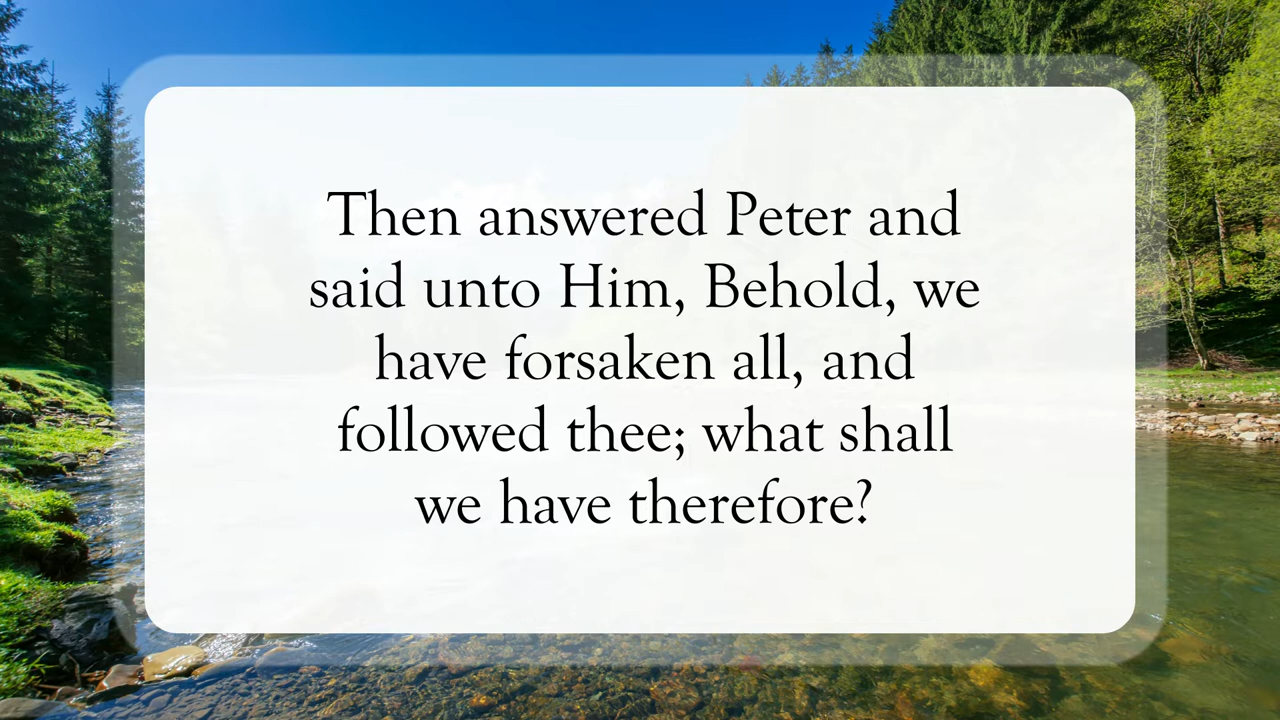 Then answered Peter and
said unto Him, Behold, we
have forsaken all, and
followed thee; what shall
we have therefore?